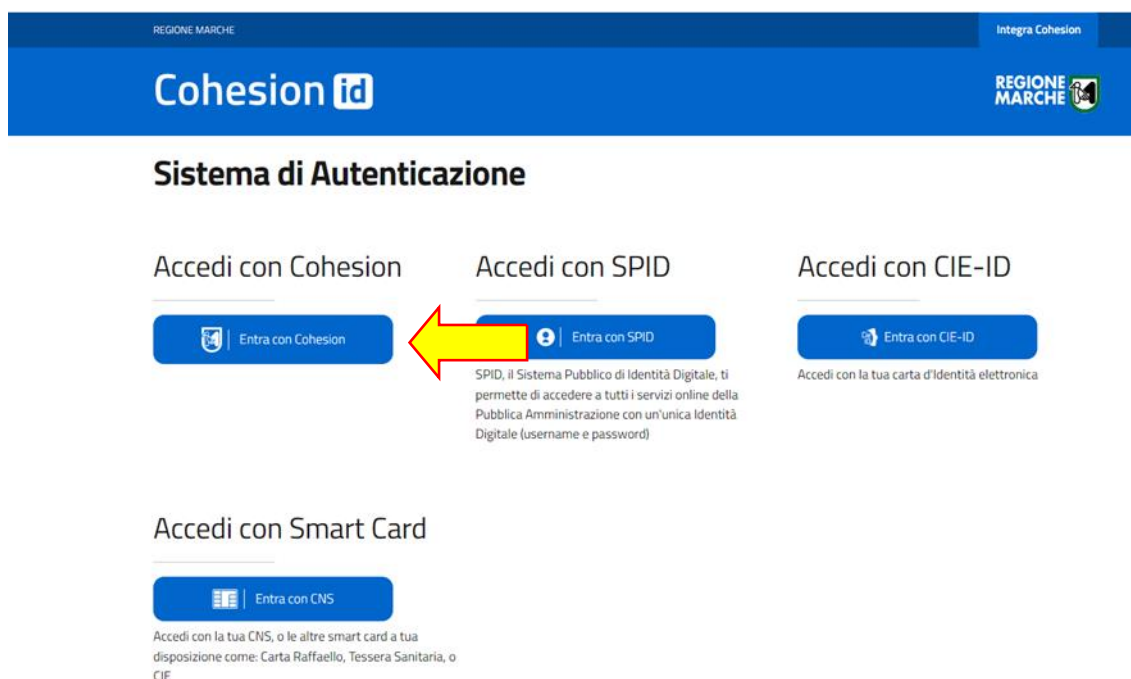 REGIONE MARCHE
Integra Cohesion
Cohesion id
REGIONE
MARCHE
Sistema di Autenticazione
Accedi con Cohesion
Entra con Cohesion
Accedi con SPID
Entra con SPID
SPID, il Sistema Pubblico di Identità Digitale, ti
permette di accedere a tutti i servizi online della
Pubblica Amministrazione con un'unica Identità
Digitale (username e password)
Accedi con CIE-ID
Entra con CIE-ID
Accedi con la tua carta d'Identità elettronica
Accedi con Smart Card
Entra con CNS
Accedi con la tua CNS, o le altre smart card a tua
disposizione come: Carta Raffaello, Tessera Sanitaria, o
CIE